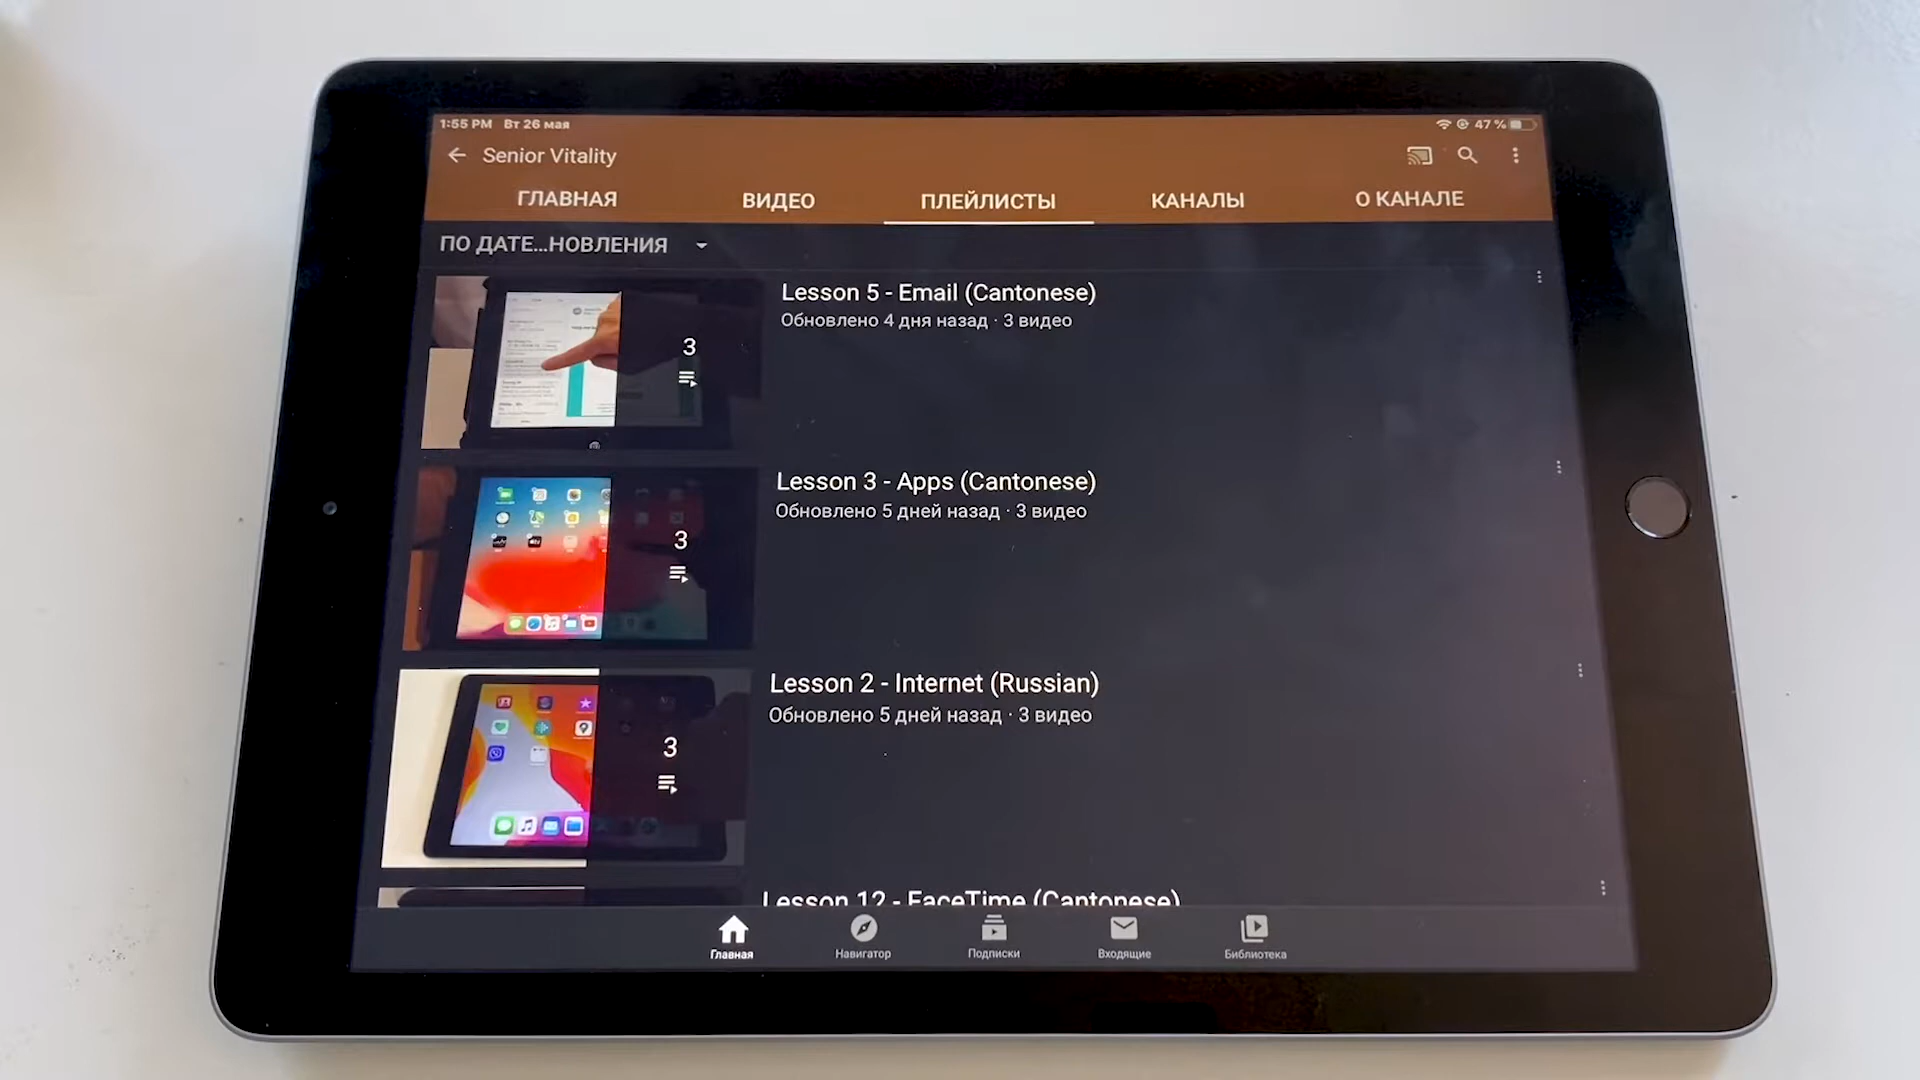 1:55 PM Вт 26 мая
47 %
Senior Vitality
ГЛАВНАЯ ВИДЕО ПЛЕЙЛИСТЫ КАНАЛЫ О КАНАЛЕ
ПО ДАТЕ...НОВЛЕНИЯ
Lesson 5 - Email (Cantonese)
Обновлено 4 дня назад · 3 видео
3
Lesson 3 - Apps (Cantonese)
Обновлено 5 дней назад · 3 видео
3
Lesson 2 - Internet (Russian)
Обновлено 5 дней назад · 3 видео
3
Lesson 12 - FaceTime (Cantonese)
Главная Навигатор Подписки Входящие Библиотека